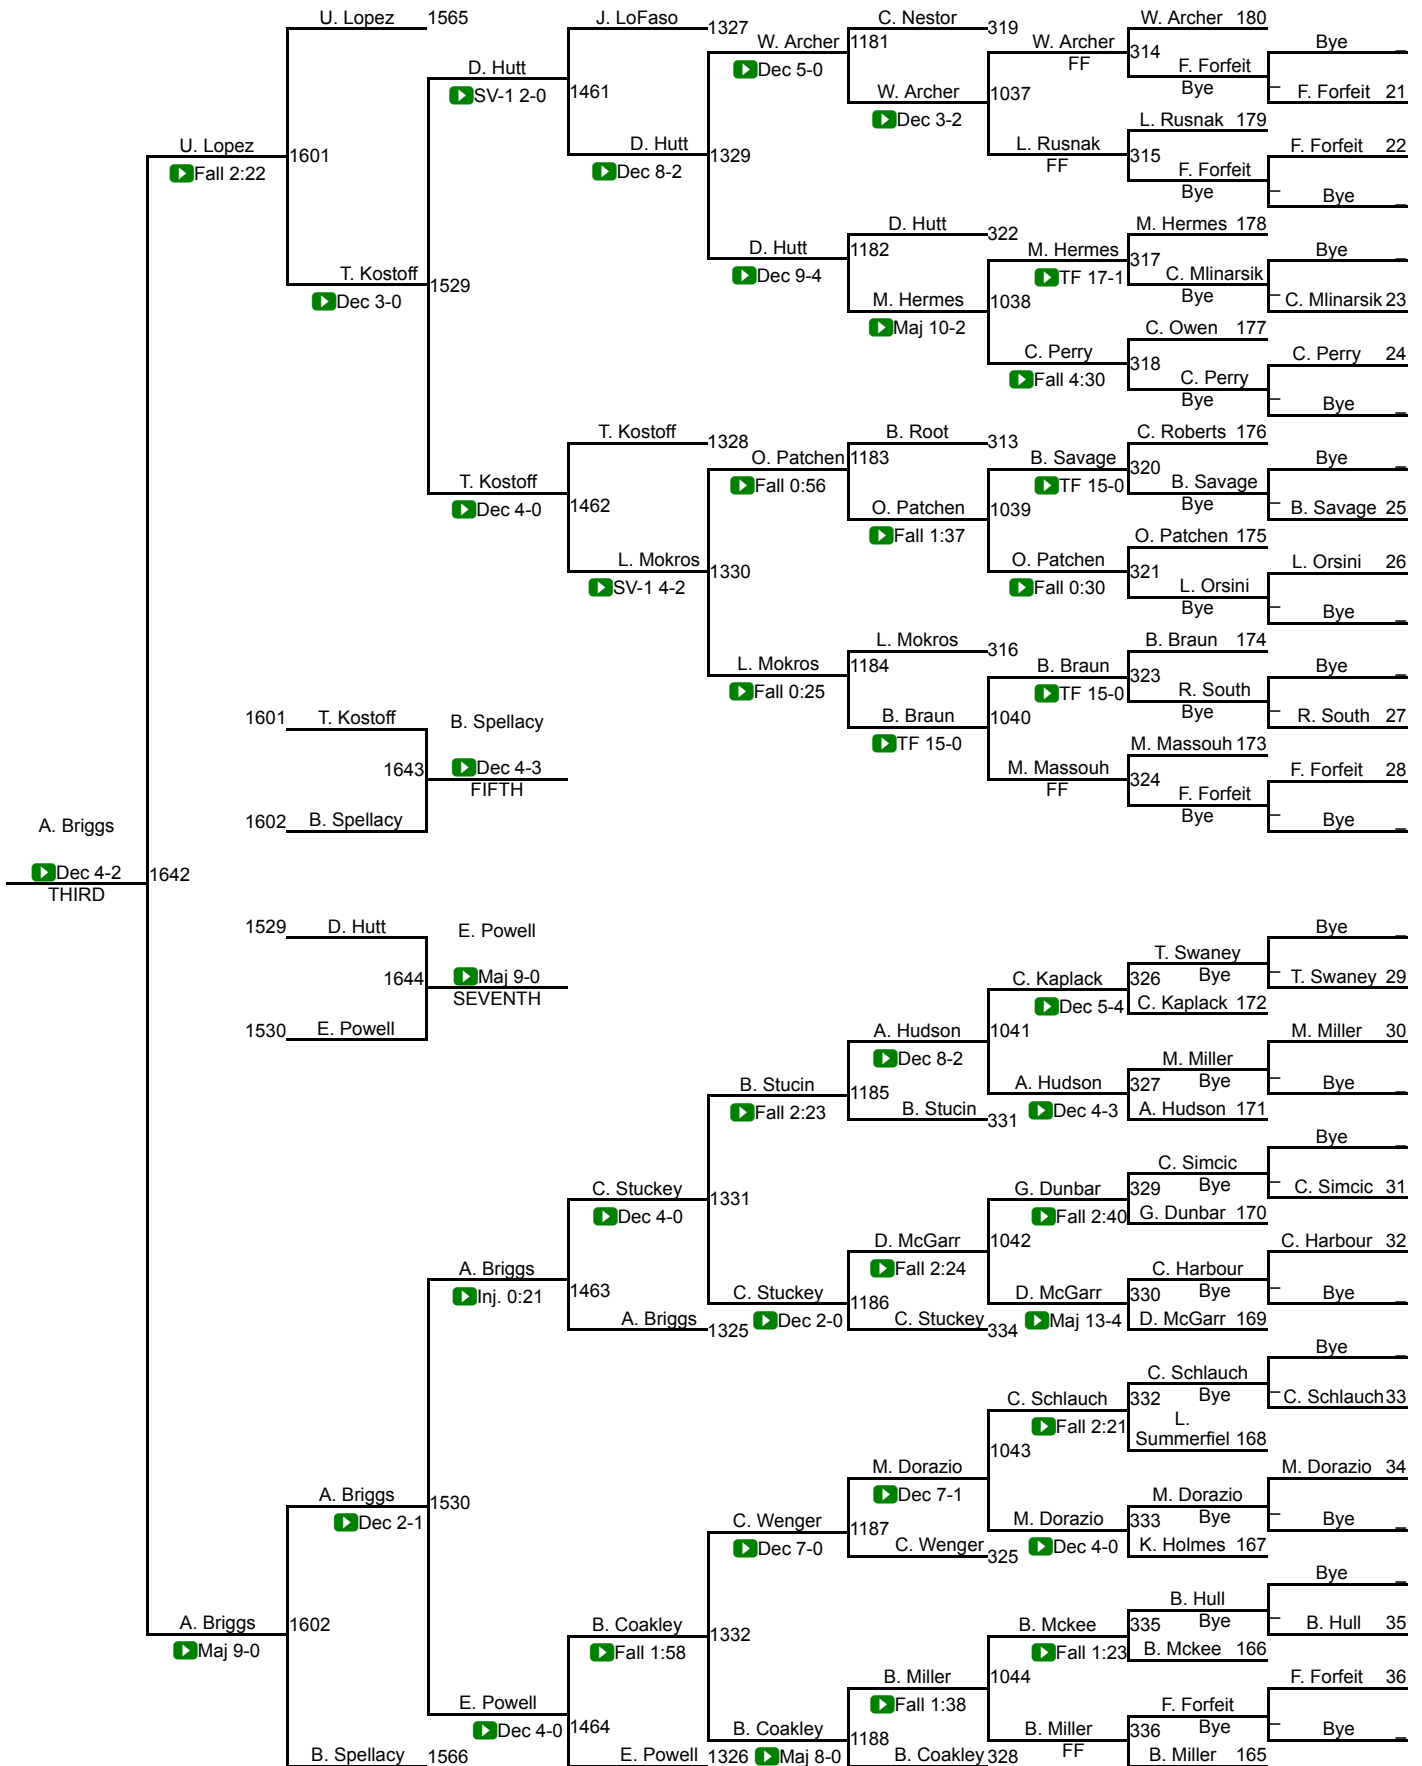 U. Lopez 1565 J. LoFaso 1327 C. Nestor 319 W. Archer 180
W. Archer 1181 W. Archer 314 Bye _
D. Hutt Dec 5-0 FF F. Forfeit
SV-1 2-0 1461 W. Archer 1037 Bye _ F. Forfeit 21
Dec 3-2 L. Rusnak 179
U. Lopez 1601 D. Hutt 1329 L. Rusnak 315 F. Forfeit 22
Fall 2:22 Dec 8-2 FF F. Forfeit _
Bye Bye _
D. Hutt 322 M. Hermes 178
D. Hutt 1182 M. Hermes 317 Bye _
T. Kostoff 1529 Dec 9-4 TF 17-1 C. Mlinarsik
Dec 3-0 M. Hermes 1038 Bye _ C. Mlinarsik 23
Maj 10-2 C. Owen 177
C. Perry 318 C. Perry 24
Fall 4:30 C. Perry
Bye _ Bye _
T. Kostoff 1328 B. Root 313 C. Roberts 176
O. Patchen 1183 B. Savage 320 Bye _
T. Kostoff Fall 0:56 TF 15-0 B. Savage
Dec 4-0 1462 O. Patchen 1039 Bye _ B. Savage 25
Fall 1:37 O. Patchen 175
L. Mokros 1330 O. Patchen 321 L. Orsini 26
SV-1 4-2 Fall 0:30 L. Orsini
Bye _ Bye _
L. Mokros 316 B. Braun 174
L. Mokros 1184 B. Braun 323 Bye _
Fall 0:25 TF 15-0 R. South
1601 T. Kostoff B. Spellacy B. Braun 1040 Bye _ R. South 27
TF 15-0 M. Massouh 173
1643 Dec 4-3 M. Massouh 324 F. Forfeit 28
FIFTH FF F. Forfeit
1602 B. Spellacy Bye _ Bye _
A. Briggs
Dec 4-2 1642
THIRD
1529 D. Hutt E. Powell Bye _
T. Swaney
1644 Maj 9-0 C. Kaplack 326 Bye _ T. Swaney 29
SEVENTH Dec 5-4 C. Kaplack 172
1530 E. Powell A. Hudson 1041 M. Miller 30
Dec 8-2 M. Miller
B. Stucin 1185 A. Hudson 327 Bye _ Bye _
Fall 2:23 B. Stucin 331 Dec 4-3 A. Hudson 171
Bye _
C. Simcic
C. Stuckey 1331 G. Dunbar 329 Bye _ C. Simcic 31
Dec 4-0 Fall 2:40 G. Dunbar 170
D. McGarr 1042 C. Harbour 32
A. Briggs Fall 2:24 C. Harbour
Inj. 0:21 1463 C. Stuckey 1186 D. McGarr 330 Bye _ Bye _
A. Briggs 1325 Dec 2-0 C. Stuckey 334 Maj 13-4 D. McGarr 169
Bye _
C. Schlauch
C. Schlauch 332 Bye _ C. Schlauch 33
Fall 2:21 L.
1043 Summerfiel 168
M. Dorazio M. Dorazio 34
A. Briggs 1530 Dec 7-1 M. Dorazio
Dec 2-1 C. Wenger 1187 M. Dorazio 333 Bye _ Bye _
Dec 7-0 C. Wenger 325 Dec 4-0 K. Holmes 167
Bye _
B. Hull
A. Briggs 1602 B. Coakley 1332 B. Mckee 335 Bye _ B. Hull 35
Maj 9-0 Fall 1:58 Fall 1:23 B. Mckee 166
B. Miller 1044 F. Forfeit 36
E. Powell Fall 1:38 F. Forfeit
Dec 4-0 1464 B. Coakley 1188 B. Miller 336 Bye _ Bye _
B. Spellacy 1566 E. Powell 1326 Maj 8-0 B. Coakley 328 FF B. Miller 165